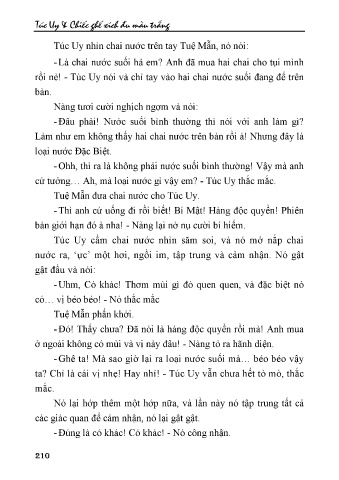 Túc Uy & Chiếc ghế xích đu màu trắng
Túc Uy nhìn chai nước trên tay Tuệ Mẫn, nó nói:
- Là chai nước suối hả em? Anh đã mua hai chai cho tụi mình
rồi nè! - Túc Uy nói và chỉ tay vào hai chai nước suối đang để trên
bàn.
Nàng tươi cười nghịch ngợm và nói:
- Đâu phải! Nước suối bình thường thì nói với anh làm gì?
Làm như em không thấy hai chai nước trên bàn rồi à! Nhưng đây là
loại nước Đặc Biệt.
- Ohh, thì ra là không phải nước suối bình thường! Vậy mà anh
cứ tưởng… Ah, mà loại nước gì vậy em? - Túc Uy thắc mắc.
Tuệ Mẫn đưa chai nước cho Túc Uy.
- Thì anh cứ uống đi rồi biết! Bí Mật! Hàng độc quyền! Phiên
bản giới hạn đó à nha! - Nàng lại nở nụ cười bí hiểm.
Túc Uy cầm chai nước nhìn săm soi, và nó mở nắp chai
nước ra, ‘ực’ một hơi, ngồi im, tập trung và cảm nhận. Nó gật
gật đầu và nói:
- Uhm, Có khác! Thơm mùi gì đó quen quen, và đặc biệt nó
có… vị béo béo! - Nó thắc mắc
Tuệ Mẫn phấn khởi.
- Đó! Thấy chưa? Đã nói là hàng độc quyền rồi mà! Anh mua
ở ngoài không có mùi và vị này đâu! - Nàng tỏ ra hãnh diện.
- Ghê ta! Mà sao giờ lại ra loại nước suối mà… béo béo vậy
ta? Chỉ là cái vị nhẹ! Hay nhỉ! - Túc Uy vẫn chưa hết tò mò, thắc
mắc.
Nó lại hớp thêm một hớp nữa, và lần này nó tập trung tất cả
các giác quan để cảm nhận, nó lại gật gật.
- Đúng là có khác! Có khác! - Nó công nhận.
210